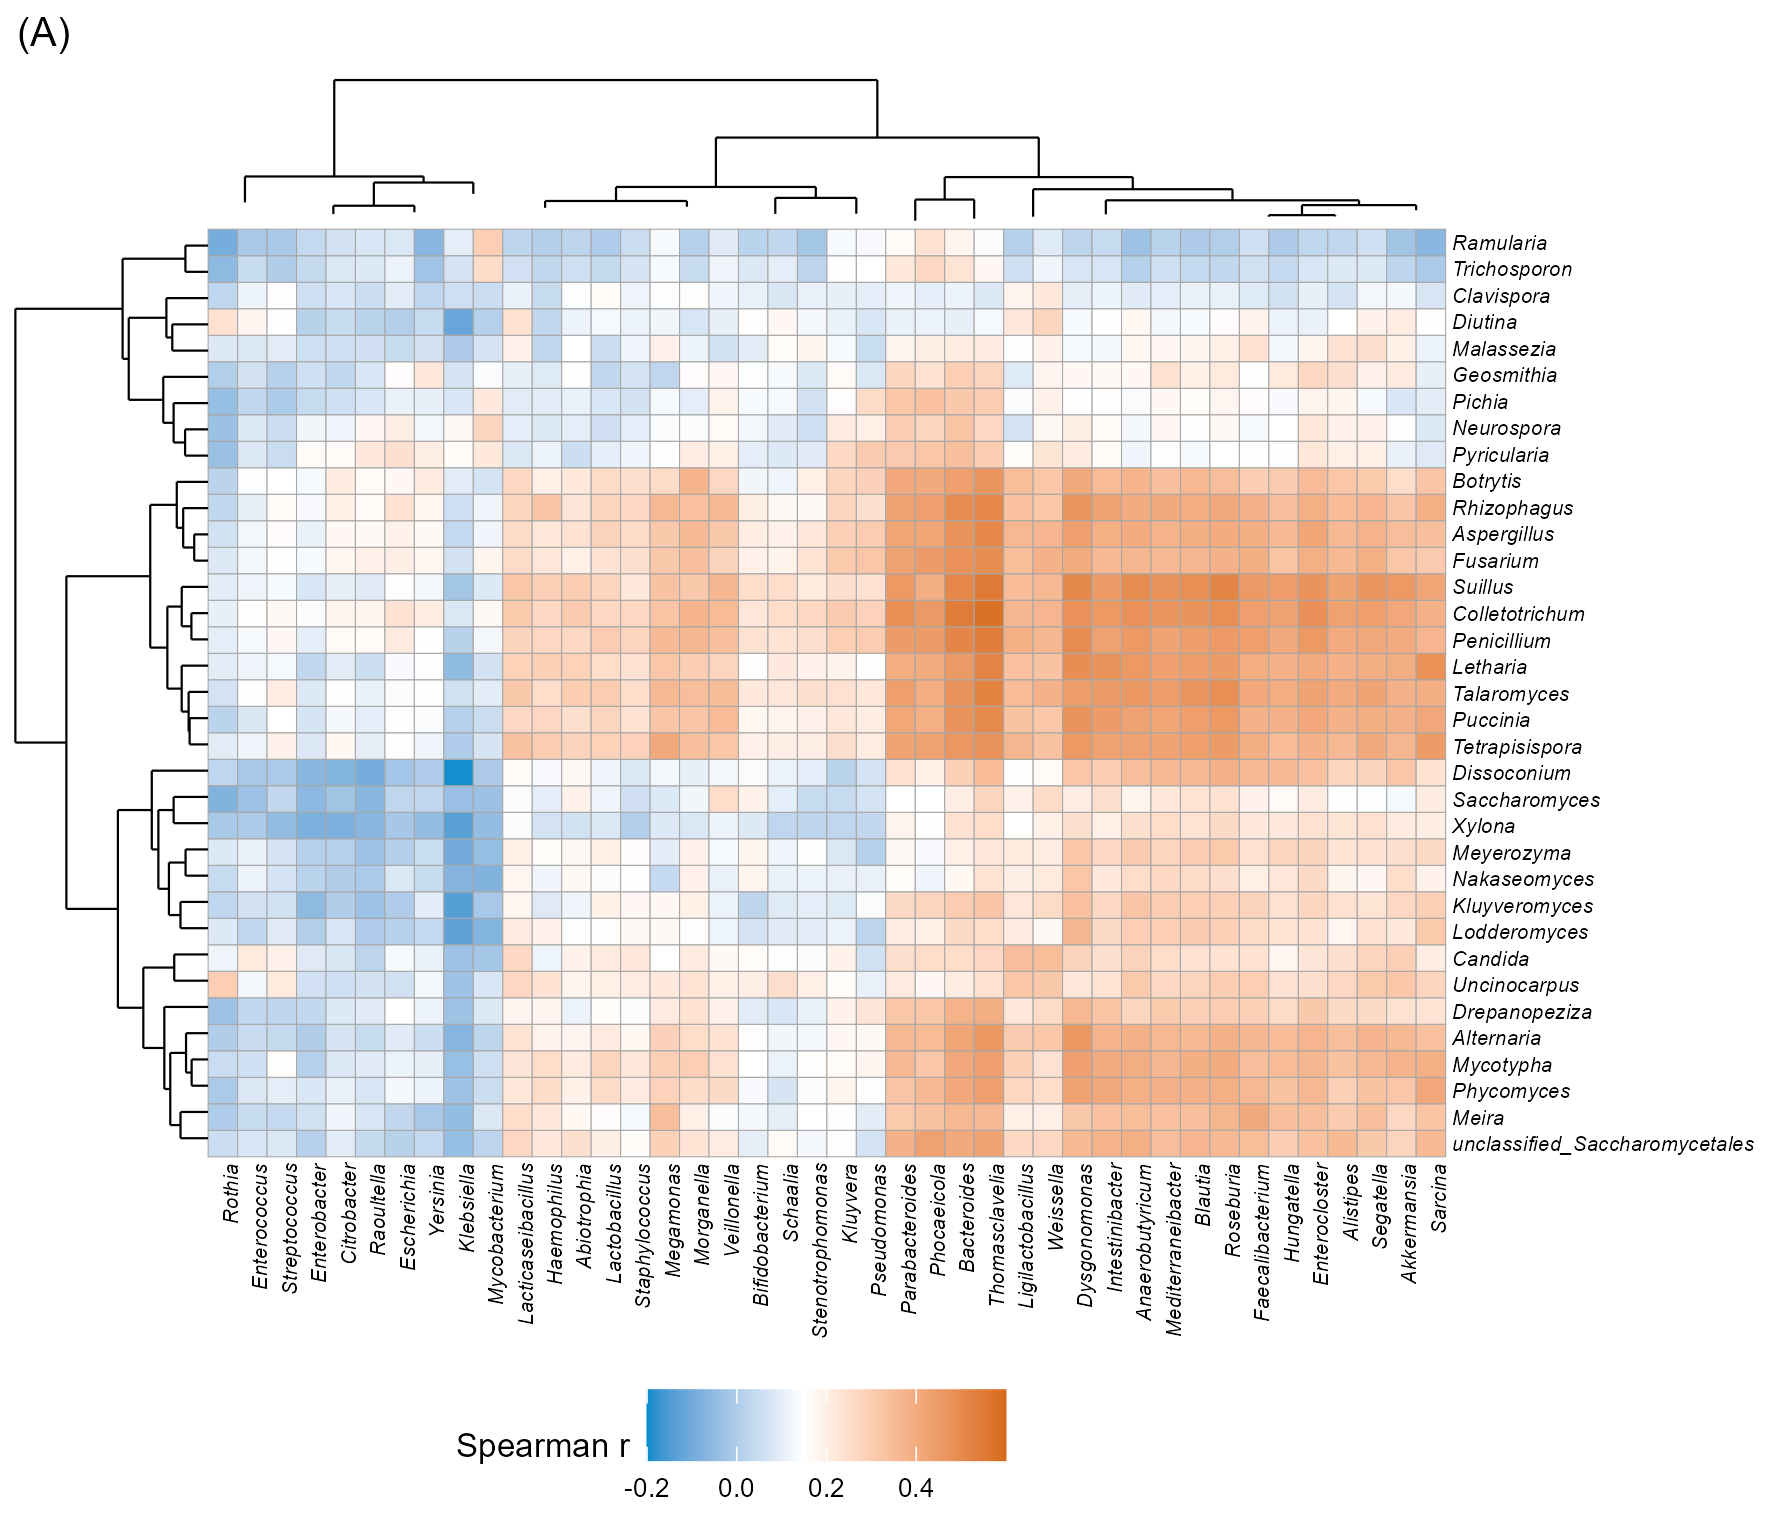 (A)
Ramularia
Trichosporon
Clavispora
Diutina
Malassezia
Geosmithia
Pichia
Neurospora
Pyricularia
Botrytis
Rhizophagus
Aspergillus
Fusarium
Suillus
Colletotrichum
Penicillium
Letharia
Talaromyces
Puccinia
Tetrapisispora
Dissoconium
Saccharomyces
Xylona
Meyerozyma
Nakaseomyces
Kluyveromyces
Lodderomyces
Candida
Uncinocarpus
Drepanopeziza
Alternaria
Mycotypha
Phycomyces
Meira
unclassified_Saccharomycetales
Rothia
Enterococcus
Streptococcus
Enterobacter
Citrobacter
Raoultella
Escherichia
Yersinia
Klebsiella
Mycobacterium
Lacticaseibacillus
Haemophilus
Abiotrophia
Lactobacillus
Staphylococcus
Megamonas
Morganella
Veillonella
Bifidobacterium
Schaalia
Stenotrophomonas
Kluyvera
Pseudomonas
Parabacteroides
Phocaeicola
Bacteroides
Thomasclavelia
Ligilactobacillus
Weissella
Dysgonomonas
Intestinibacter
Anaerobutyricum
Mediterraneibacter
Blautia
Roseburia
Faecalibacterium
Hungatella
Enterocloster
Alistipes
Segatella
Akkermansia
Sarcina
Spearman r
-0.2 0.0 0.2 0.4